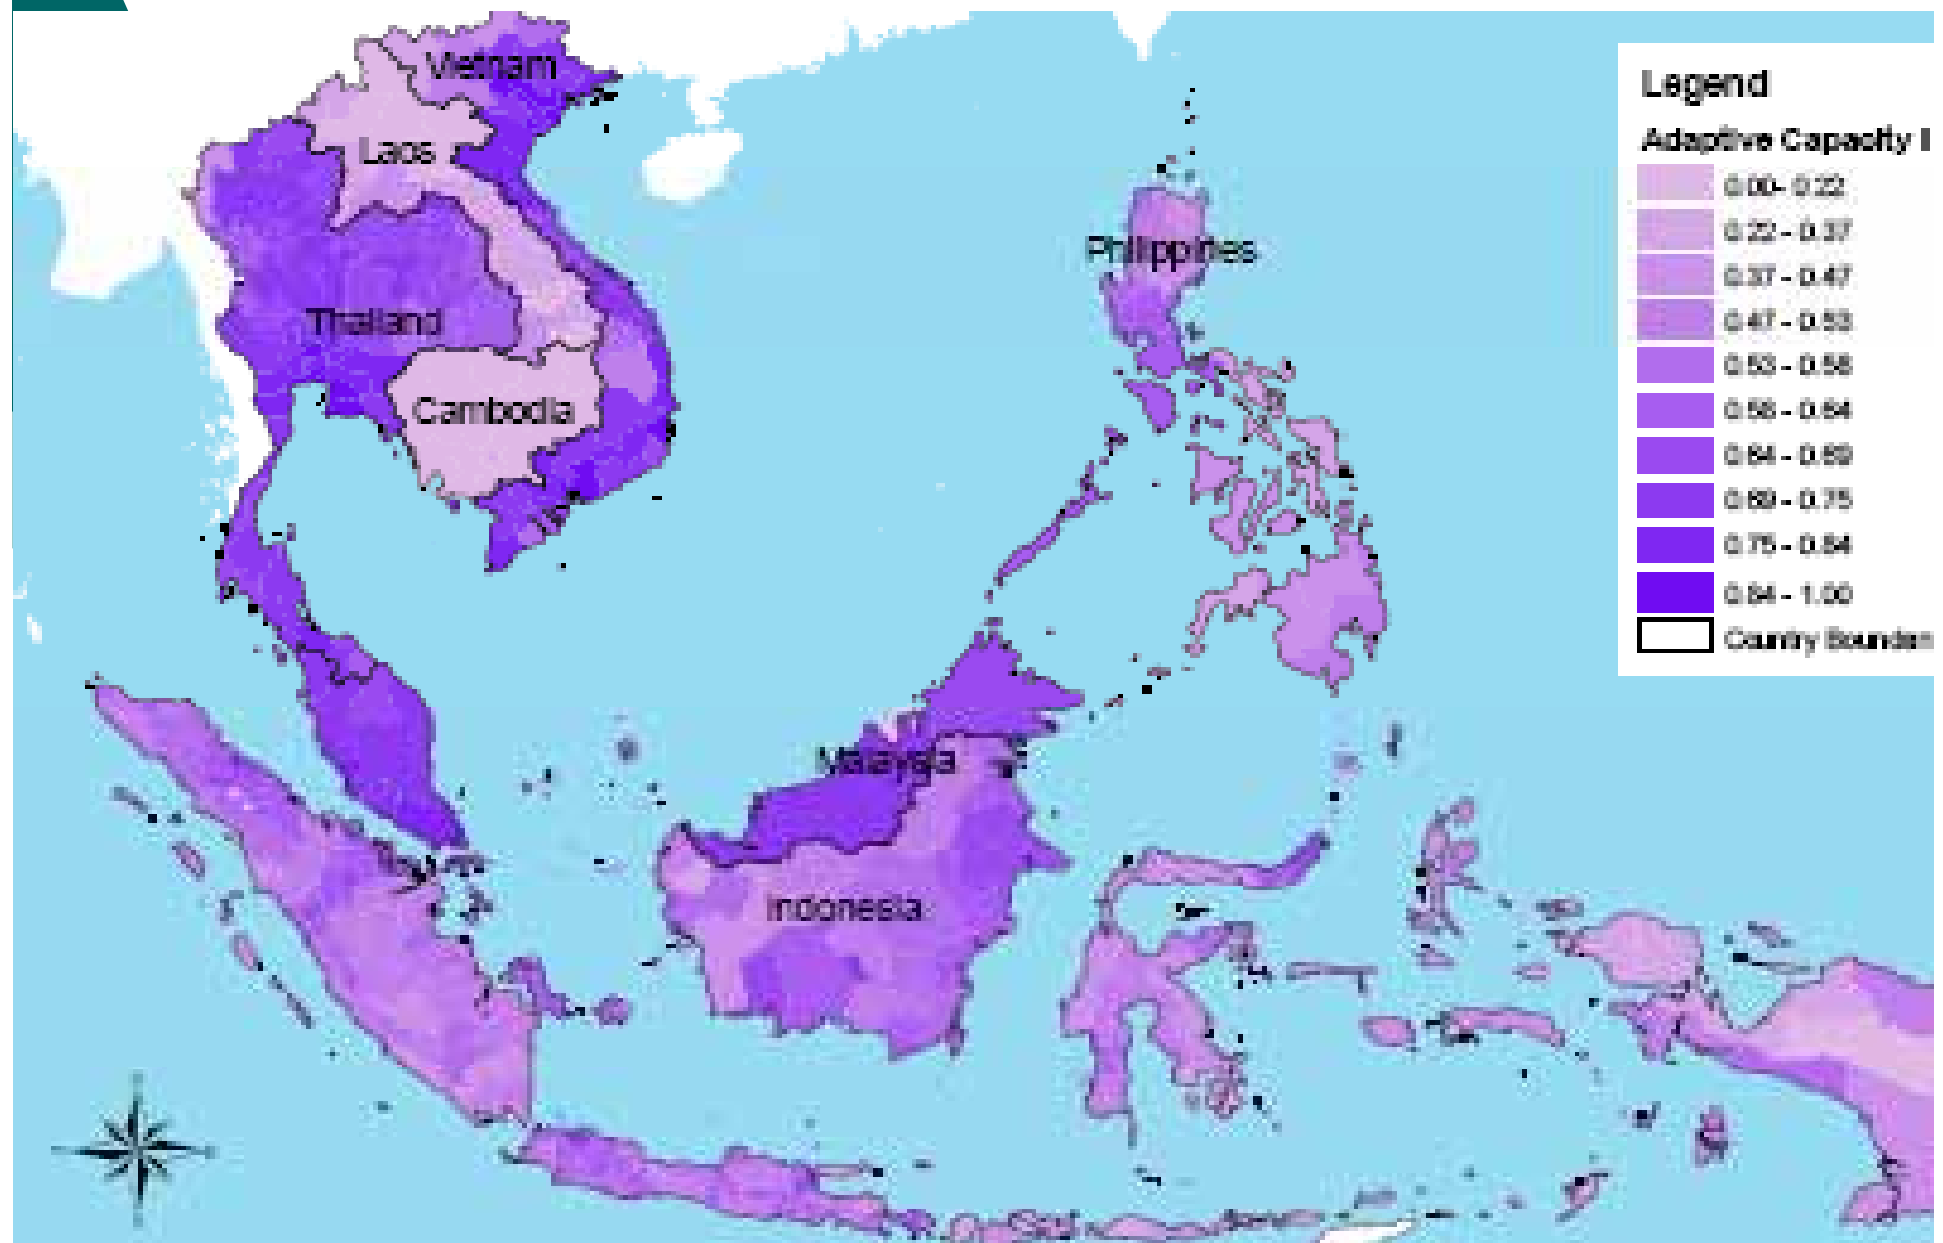 Vietnam
Laos
Philippines
Thailand
Cambodia
Malaysia
Indonesia
Legend
Adaptive Capacity I
0.00 - 0.22
0.22 - 0.37
0.37 - 0.47
0.47 - 0.53
0.53 - 0.58
0.58 - 0.64
0.64 - 0.69
0.69 - 0.75
0.75 - 0.84
0.84 - 1.00
Country Boundari